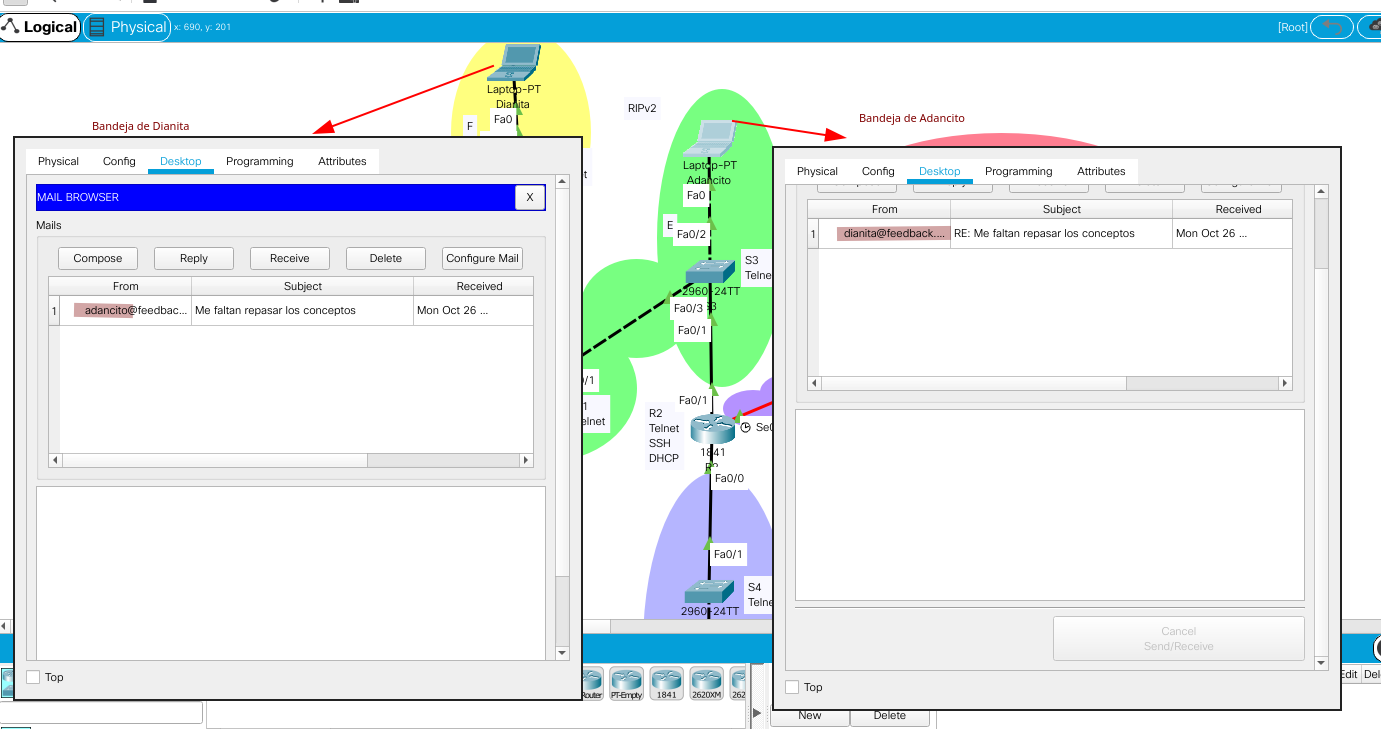 Logical
Physical
x: 690, y: 201
[Root]
Laptop-PT
Dianita
Fa0
F
Bandeja de Dianita
RIPv2
Bandeja de Adancito
Laptop-PT
Adancito
Fa0
E
Fa0/2
S3
Telne
2960-24TT
Fa0/3
Fa0/1
Fa0/1
R2
Telnet
SSH
DHCP
1841
Se0
Fa0/0
Fa0/1
S4
Telne
2960-24TT
/1
elnet
Physical
Config
Desktop
Programming
Attributes
MAIL BROWSER
X
Mails
Compose
Reply
Receive
Delete
Configure Mail
From
Subject
Received
1
adancito@feedbac...
Me faltan repasar los conceptos
Mon Oct 26 ...
Top
Physical
Config
Desktop
Programming
Attributes
From
Subject
Received
1
dianita@feedback....
RE: Me faltan repasar los conceptos
Mon Oct 26 ...
Cancel
Send/Receive
Top
Router
PT-Empty
1841
2620XM
262
New
Delete
Edit
Del